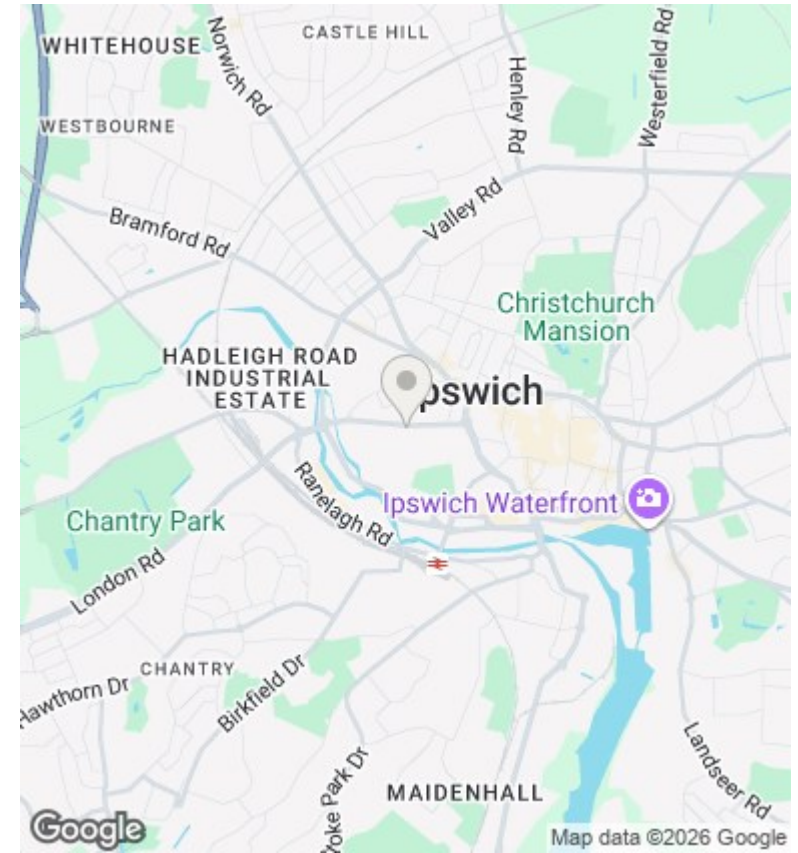 CASTLE HILL
WHITEHOUSE
Norwich Rd
Henley Rd
Westerfield Rd
WESTBOURNE
Valley Rd
Bramford Rd
Christchurch
Mansion
HADLEIGH ROAD
INDUSTRIAL
ESTATE
pswich
Ipswich Waterfront
Ranelagh Rd
Chantry Park
London Rd
CHANTRY
Hawthorn Dr
Birkfield Dr
Stoke Park Dr
MAIDENHALL
Landseer Rd
Google
Map data ©2026 Google